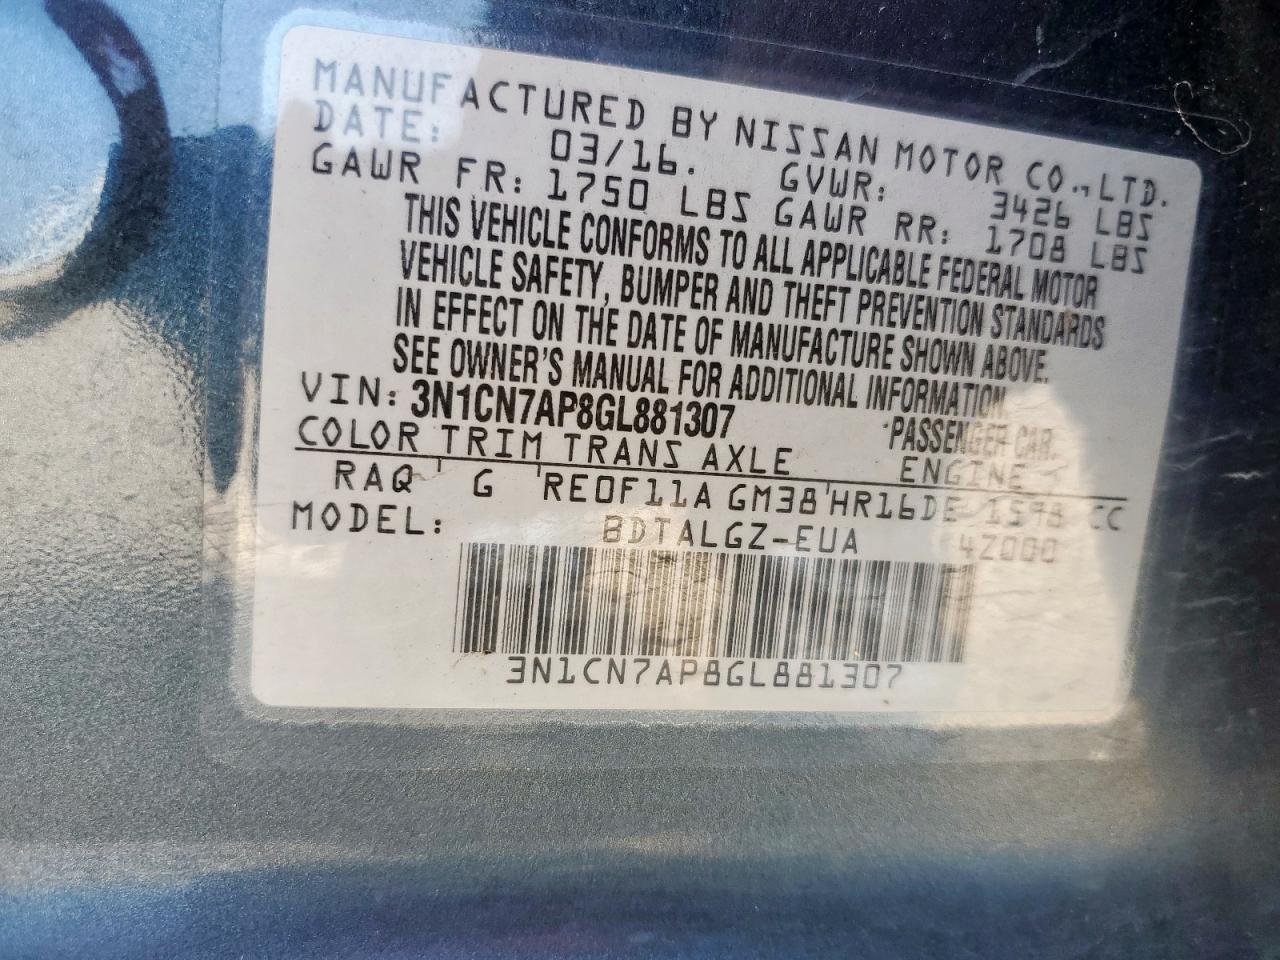 MANUFACTURED BY NISSAN MOTOR CO., LTD.
DATE: 03/16. GVWR: 3426 LBS
GAWR FR: 1750 LBS GAWR RR: 1708 LBS
THIS VEHICLE CONFORMS TO ALL APPLICABLE FEDERAL MOTOR
VEHICLE SAFETY, BUMPER AND THEFT PREVENTION STANDARDS
IN EFFECT ON THE DATE OF MANUFACTURE SHOWN ABOVE.
SEE OWNER'S MANUAL FOR ADDITIONAL INFORMATION.
VIN: 3N1CN7AP8GL881307 PASSENGER CAR.
COLOR TRIM TRANS AXLE ENGINE
RAQ G RE0F11A GM38 HR16DE 1598 CC
MODEL: BDTALGZ-EUA 4Z000
3N1CN7AP8GL881307